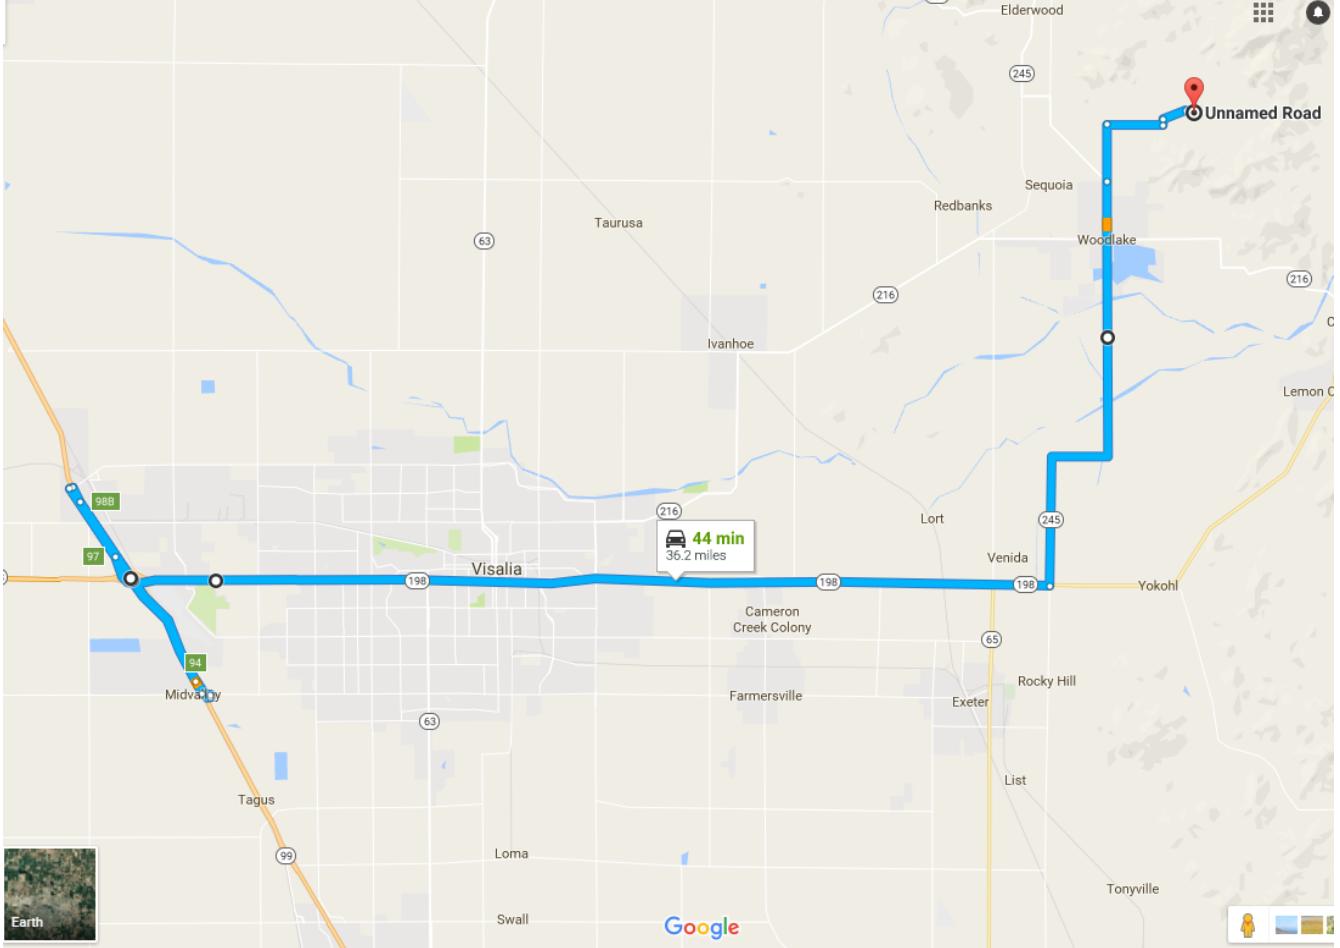 Elderwood
245
Unnamed Road
Sequoia
Redbanks
Taurusa
63
Woodlake
216
216
Ivanhoe
Lemon C
98B
216
Lort
245
97
44 min
36.2 miles
Venida
Visalia
198
198
198
Yokohl
Cameron
Creek Colony
65
94
Rocky Hill
Farmersville
Exeter
63
List
Tagus
99
Loma
Tonyville
Earth
Swall
Google